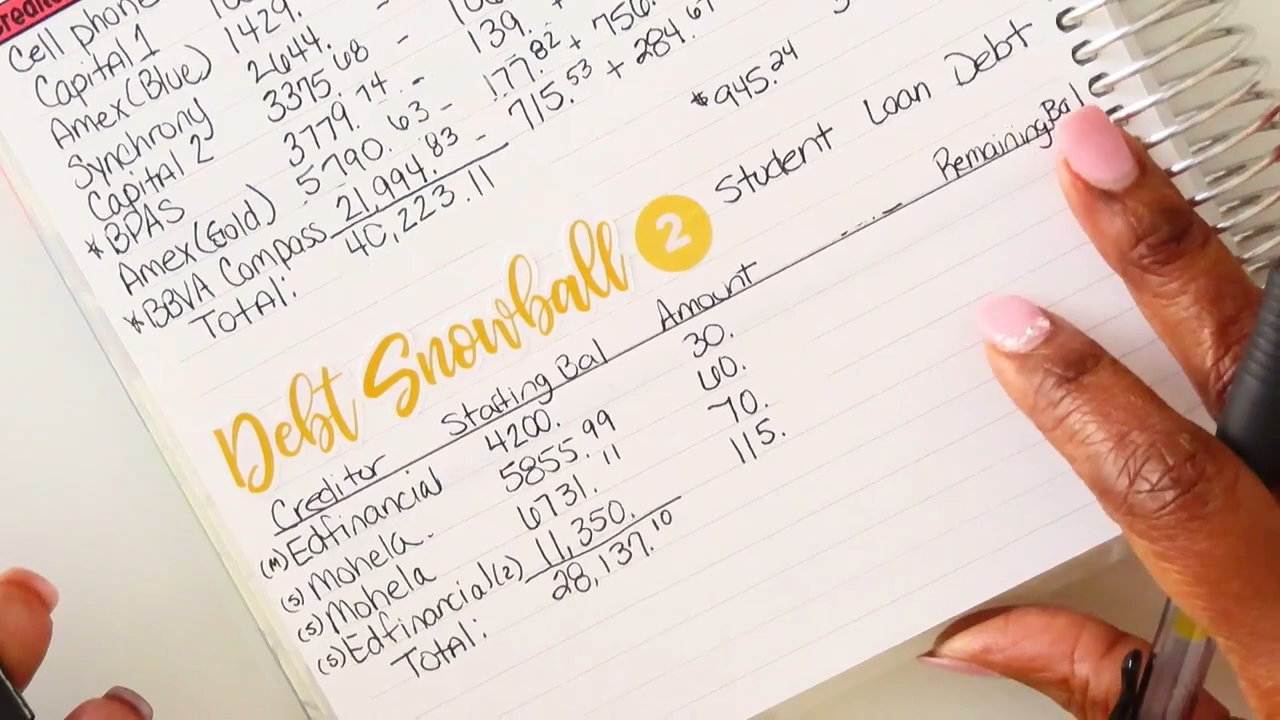 Credito
Cell phone
Capital 1
Amex(Blue) 1429. -
Synchrony 2644. -
Capital 2 3375.68 -
*BPAS 3779.74 - 139. +
Amex(Gold) 5790.63 - 177.82 + 756.
*BBVA Compass 21,994.83 - 715.53 + 284.67
Total: 40,223.11 $945.24
Debt Snowball 2 Student Loan Debt
Creditor Starting Bal Amount Remaining Bal
(M) Edfinancial 4200. 30.
(S) Mohela. 5855.99 60.
(S) Mohela 6731.11 70.
(S) Edfinancial(2) 11,350. 115.
Total: 28,137.10